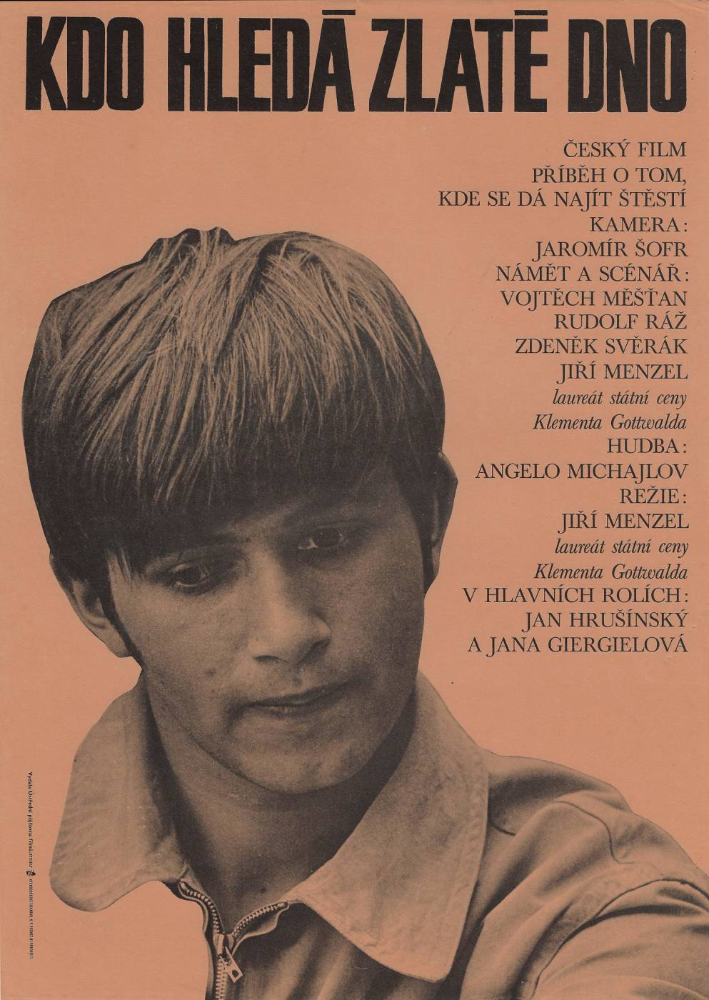 KDO HLEDÁ ZLATÉ DNO
ČESKÝ FILM
PŘÍBĚH O TOM,
KDE SE DÁ NAJÍT ŠTĚSTÍ
KAMERA:
JAROMÍR ŠOFR
NÁMĚT A SCÉNÁŘ:
VOJTĚCH MĚŠŤAN
RUDOLF RÁŽ
ZDENĚK SVĚRÁK
JIŘÍ MENZEL
laureát státní ceny
Klementa Gottwalda
HUDBA:
ANGELO MICHAJLOV
REŽIE:
JIŘÍ MENZEL
laureát státní ceny
Klementa Gottwalda
V HLAVNÍCH ROLÍCH:
JAN HRUŠÍNSKÝ
A JANA GIERGIELOVÁ
Vydala Ústřední půjčovna filmů